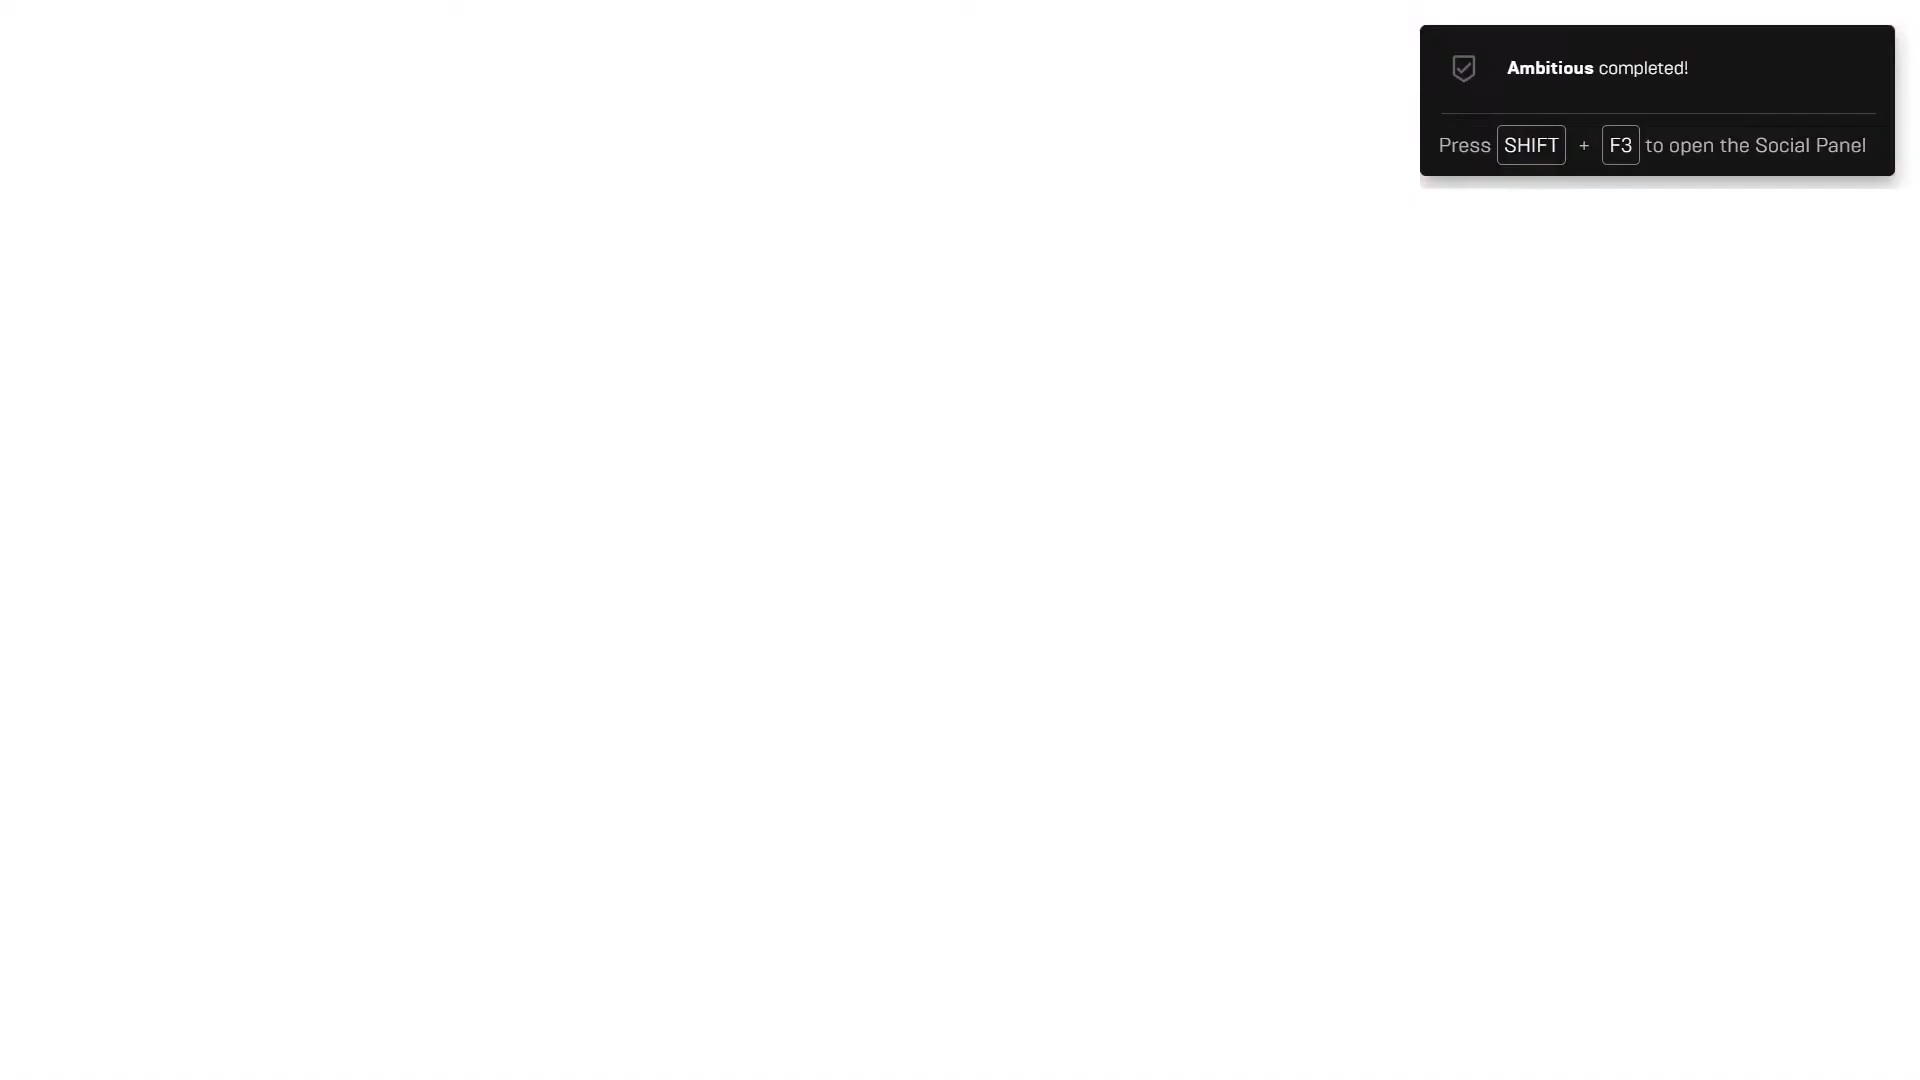 Ambitious completed!
Press SHIFT + F3 to open the Social Panel